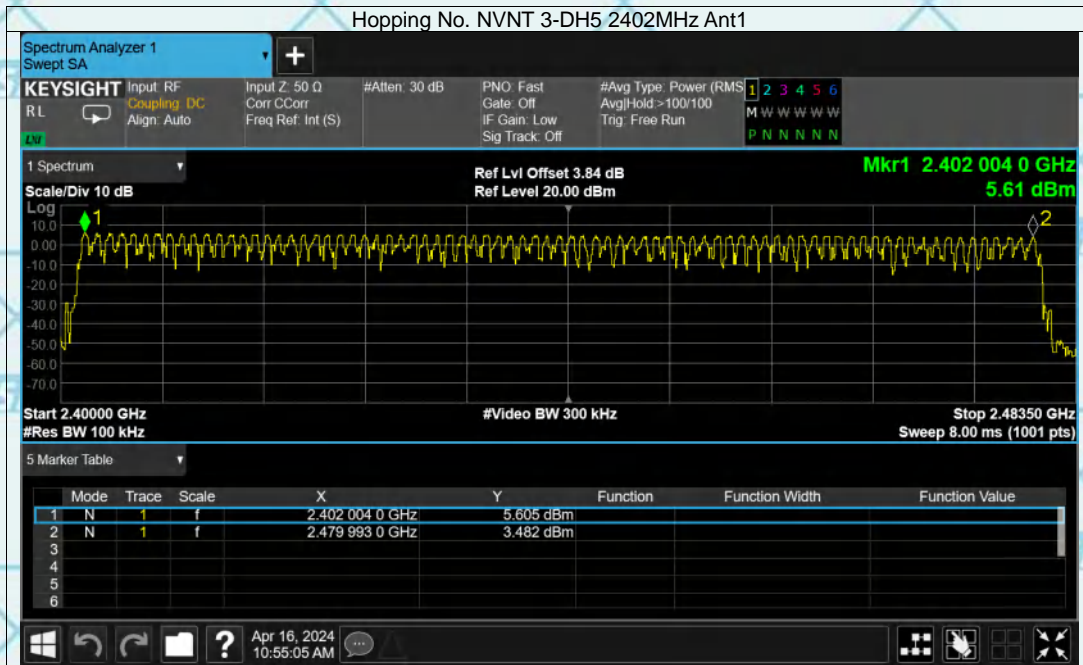 Hopping No. NVNT 3-DH5 2402MHz Ant1
Spectrum Analyzer 1
Swept SA
+
KEYSIGHT Input: RF Input Z: 50 Ω #Atten: 30 dB PNO: Fast #Avg Type: Power (RMS 1 2 3 4 5 6
RL Coupling: DC Corr CCorr Gate: Off Avg|Hold:>100/100 M W W W W W
Align: Auto Freq Ref: Int (S) IF Gain: Low Trig: Free Run
LXI Sig Track: Off P N N N N N
1 Spectrum Ref Lvl Offset 3.84 dB Mkr1 2.402 004 0 GHz
Scale/Div 10 dB Ref Level 20.00 dBm 5.61 dBm
Log
1 2
10.0
0.00
-10.0
-20.0
-30.0
-40.0
-50.0
-60.0
-70.0
Start 2.40000 GHz #Video BW 300 kHz Stop 2.48350 GHz
#Res BW 100 kHz Sweep 8.00 ms (1001 pts)
5 Marker Table
Mode Trace Scale X Y Function Function Width Function Value
1 N 1 f 2.402 004 0 GHz 5.605 dBm
2 N 1 f 2.479 993 0 GHz 3.482 dBm
3
4
5
6
? Apr 16, 2024
10:55:05 AM